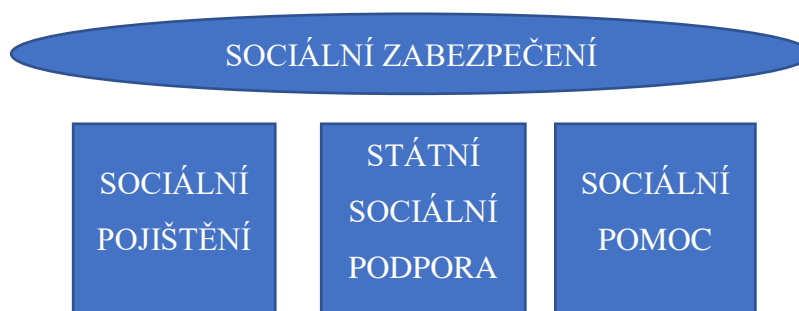 SOCIÁLNÍ ZABEZPEČENÍ
SOCIÁLNÍ
POJIŠTĚNÍ
STÁTNÍ
SOCIÁLNÍ
PODPORA
SOCIÁLNÍ
POMOC